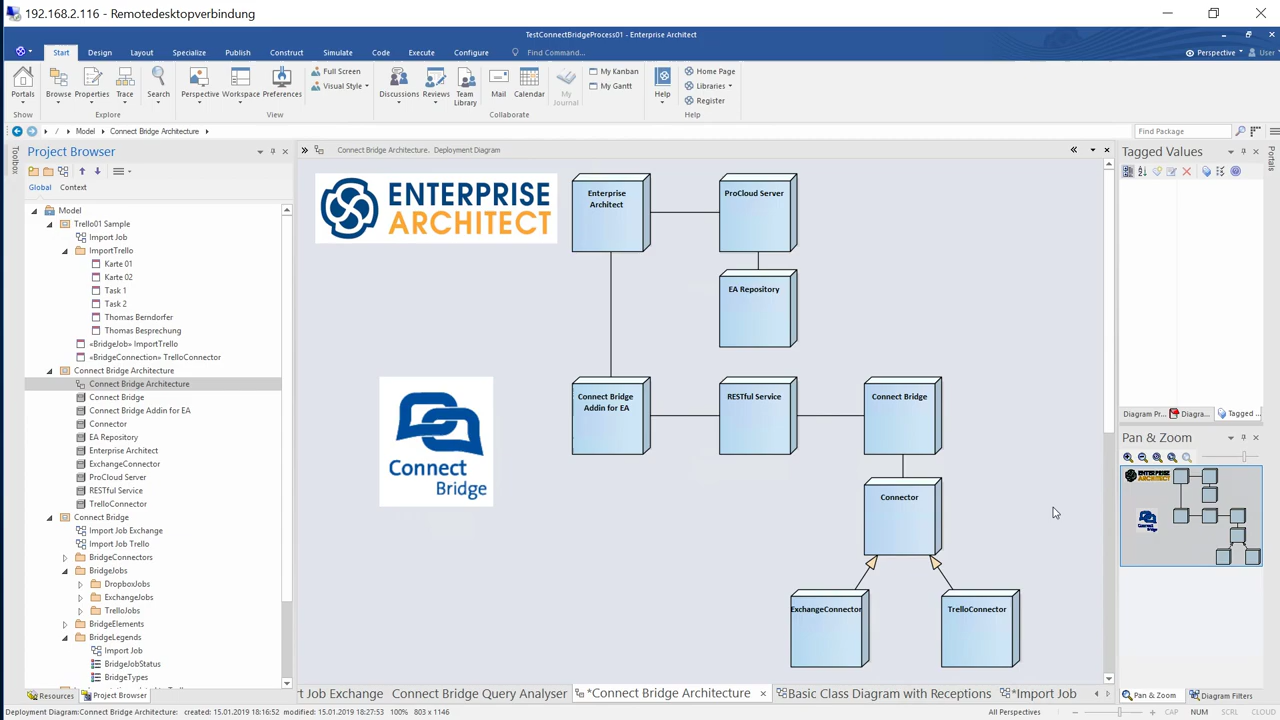 192.168.2.116 - Remotedesktopverbindung
TestConnectBridgeProcess01 - Enterprise Architect
Start Design Layout Specialize Publish Construct Simulate Code Execute Configure Find Command... Perspective User
Portals Browse Properties Trace Search Perspective Workspace Preferences
Full Screen
Visual Style
Discussions Reviews Team Library Mail Calendar My Journal
My Kanban
My Gantt
Help
Home Page
Libraries
Register
Show Explore View Collaborate Help
/ Model Connect Bridge Architecture Find Package
Toolbox
Project Browser
Global Context
Model
Trello01 Sample
Import Job
ImportTrello
Karte 01
Karte 02
Task 1
Task 2
Thomas Berndorfer
Thomas Besprechung
«BridgeJob» ImportTrello
«BridgeConnection» TrelloConnector
Connect Bridge Architecture
Connect Bridge Architecture
Connect Bridge
Connect Bridge Addin for EA
Connector
EA Repository
Enterprise Architect
ExchangeConnector
ProCloud Server
RESTful Service
TrelloConnector
Connect Bridge
Import Job Exchange
Import Job Trello
BridgeConnectors
BridgeJobs
DropboxJobs
ExchangeJobs
TrelloJobs
BridgeElements
BridgeLegends
Import Job
BridgeJobStatus
BridgeTypes
Resources Project Browser
Connect Bridge Architecture. Deployment Diagram
ENTERPRISE
ARCHITECT
Enterprise
Architect
ProCloud Server
EA Repository
Connect
Bridge
Connect Bridge
Addin for EA
RESTful Service
Connect Bridge
Connector
ExchangeConnector
TrelloConnector
rt Job Exchange Connect Bridge Query Analyser *Connect Bridge Architecture Basic Class Diagram with Receptions *Import Job
Tagged Values
Portals
Diagram Pr... Diagra... Tagged ...
Pan & Zoom
ENTERPRISE
ARCHITECT
Pan & Zoom Diagram Filters
Deployment Diagram:Connect Bridge Architecture: created: 15.01.2019 18:16:52 modified: 15.01.2019 18:27:53 100% 803 x 1146 All Perspectives CAP NUM SCRL CLOUD